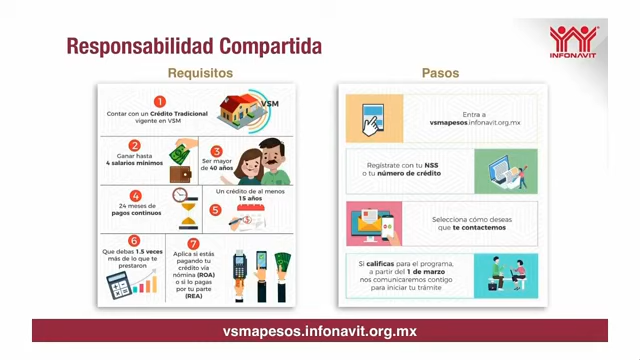 Responsabilidad Compartida
INFONAVIT
Requisitos
1
Contar con un Crédito Tradicional
vigente en VSM
VSM
2
Ganar hasta
4 salarios mínimos
3
Ser mayor
de 40 años
4
24 meses de
pagos continuos
Un crédito de al menos
15 años
5
6
Que debas 1.5 veces
más de lo que te
prestaron
7
Aplica si estás
pagando tu
crédito vía
nómina (ROA)
o si lo pagas
por tu parte
(REA)
Pasos
Entra a
vsmapesos.infonavit.org.mx
Regístrate con tu NSS
o tu número de crédito
Selecciona cómo deseas
que te contactemos
Si calificas para el programa,
a partir del 1 de marzo
nos comunicaremos contigo
para iniciar tu trámite
vsmapesos.infonavit.org.mx